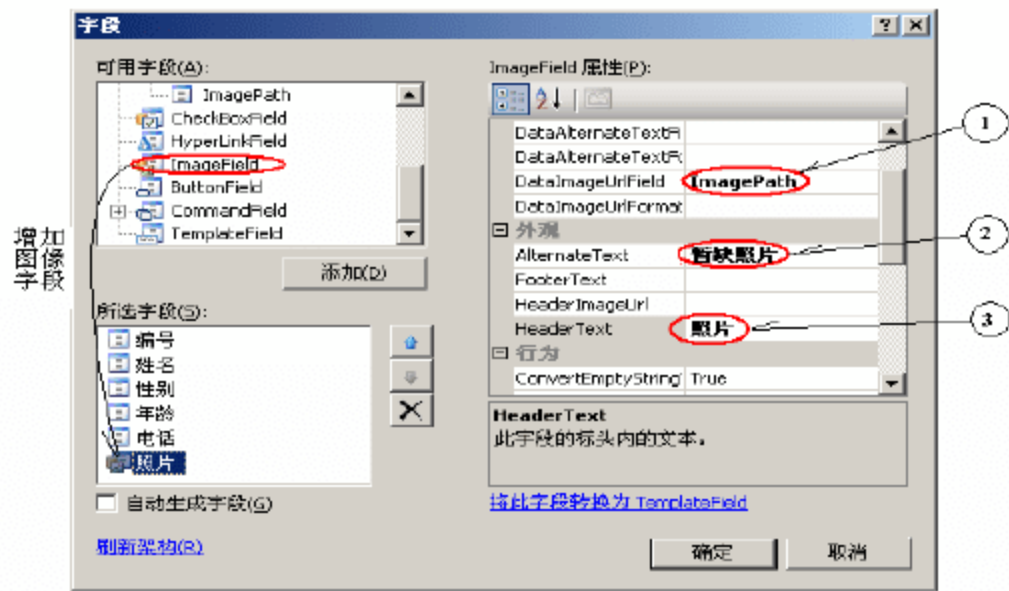 字段
可用字段(A):
ImagePath
CheckBoxField
HyperLinkField
ImageField
ButtonField
CommandField
TemplateField
添加(D)
增加
图像
字段
所选字段(S):
编号
姓名
性别
年龄
电话
照片
自动生成字段(G)
刷新架构(R)
ImageField 属性(P):
DataAlternateTextF
DataAlternateTextFo
DataImageUrlField ImagePath
DataImageUrlFormat
外观
AlternateText 暂缺照片
FooterText
HeaderImageUrl
HeaderText 照片
行为
ConvertEmptyString True
HeaderText
此字段的标头内的文本。
将此字段转换为 TemplateField
确定
取消
1
2
3